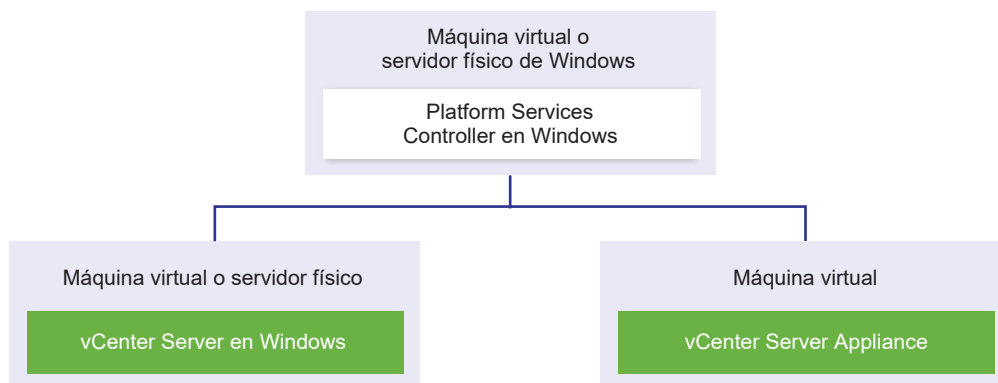 Máquina virtual o
servidor físico de Windows
Platform Services
Controller en Windows
Máquina virtual o servidor físico
vCenter Server en Windows
Máquina virtual
vCenter Server Appliance